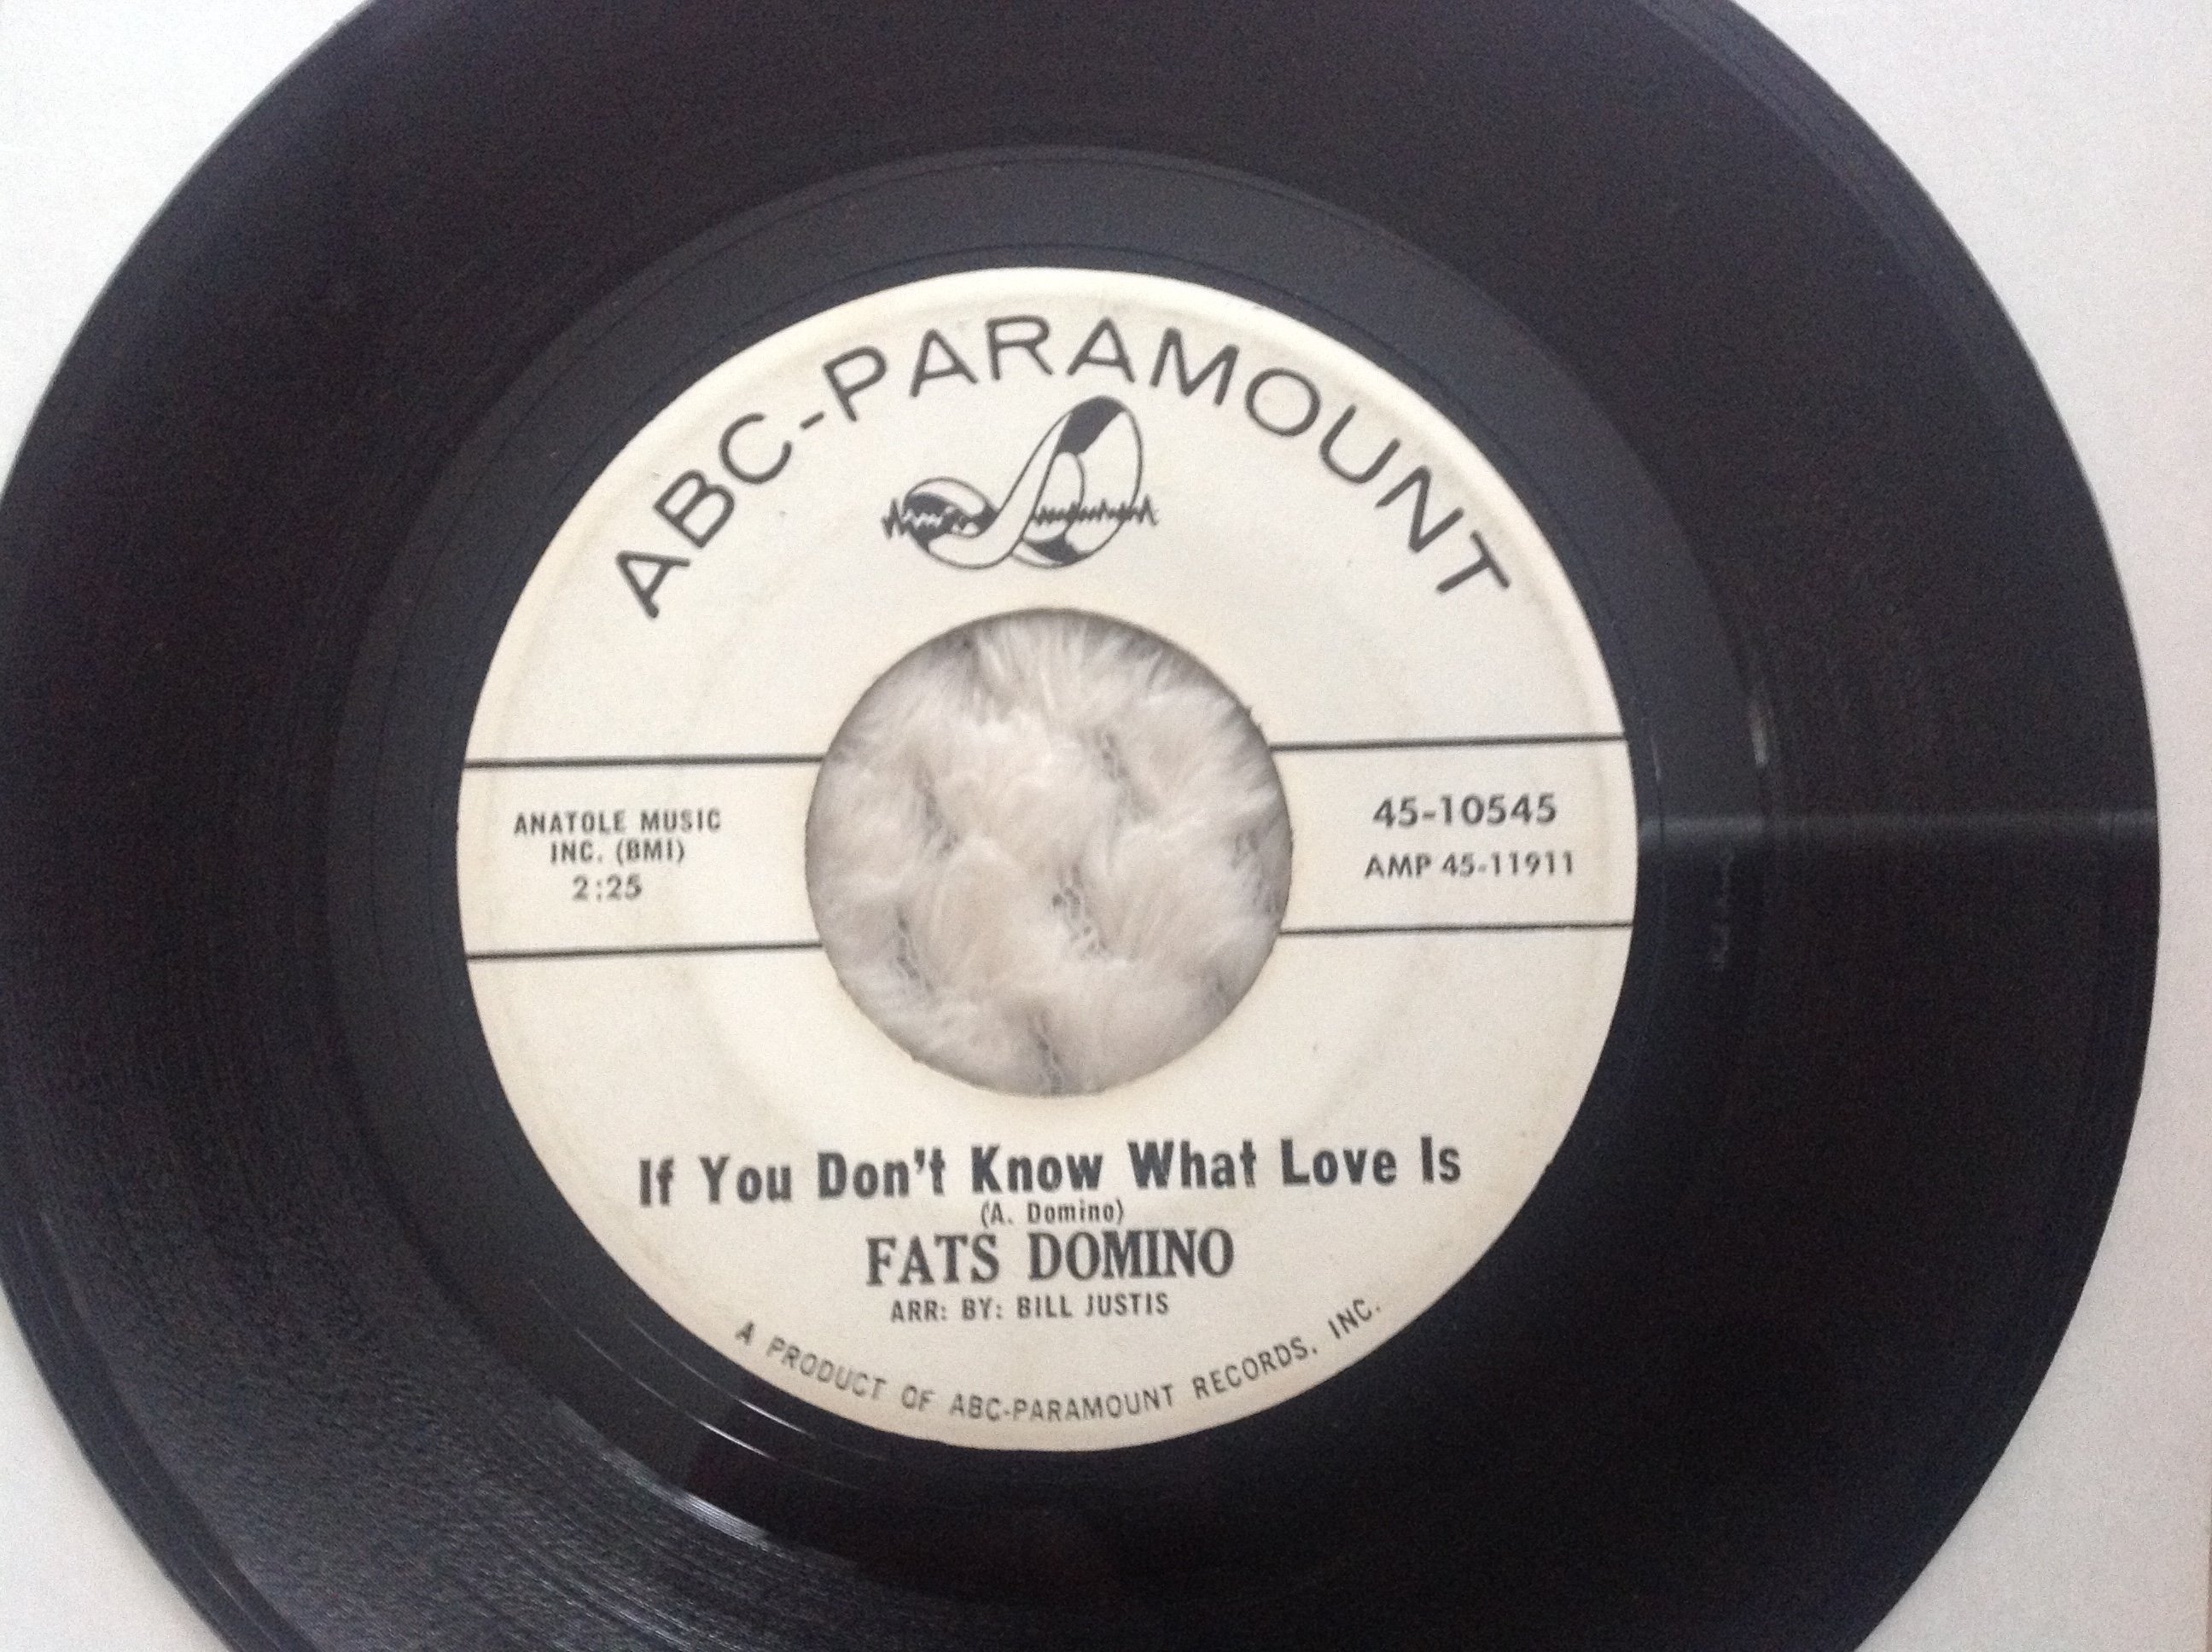 ABC-PARAMOUNT
ANATOLE MUSIC
INC. (BMI)
2:25
45-10545
AMP 45-11911
If You Don't Know What Love Is
(A. Domino)
FATS DOMINO
ARR: BY: BILL JUSTIS
A PRODUCT OF ABC-PARAMOUNT RECORDS, INC.